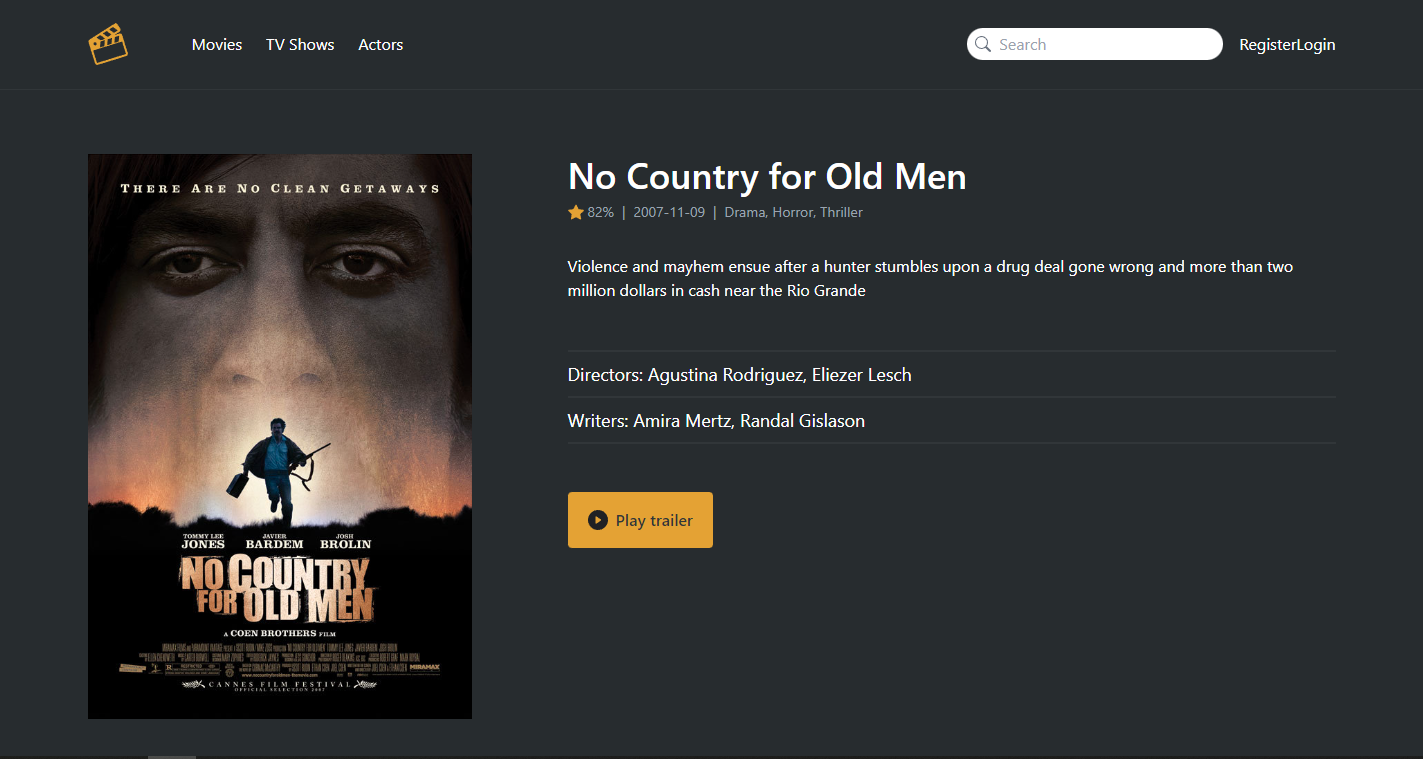 Movies TV Shows Actors
Search
RegisterLogin
THERE ARE NO CLEAN GETAWAYS
TOMMY LEE JONES JAVIER BARDEM JOSH BROLIN
NO COUNTRY
FOR OLD MEN
A COEN BROTHERS FILM
MIRAMAX
CANNES FILM FESTIVAL
OFFICIAL SELECTION 2007
No Country for Old Men
82% | 2007-11-09 | Drama, Horror, Thriller
Violence and mayhem ensue after a hunter stumbles upon a drug deal gone wrong and more than two
million dollars in cash near the Rio Grande
Directors: Agustina Rodriguez, Eliezer Lesch
Writers: Amira Mertz, Randal Gislason
Play trailer